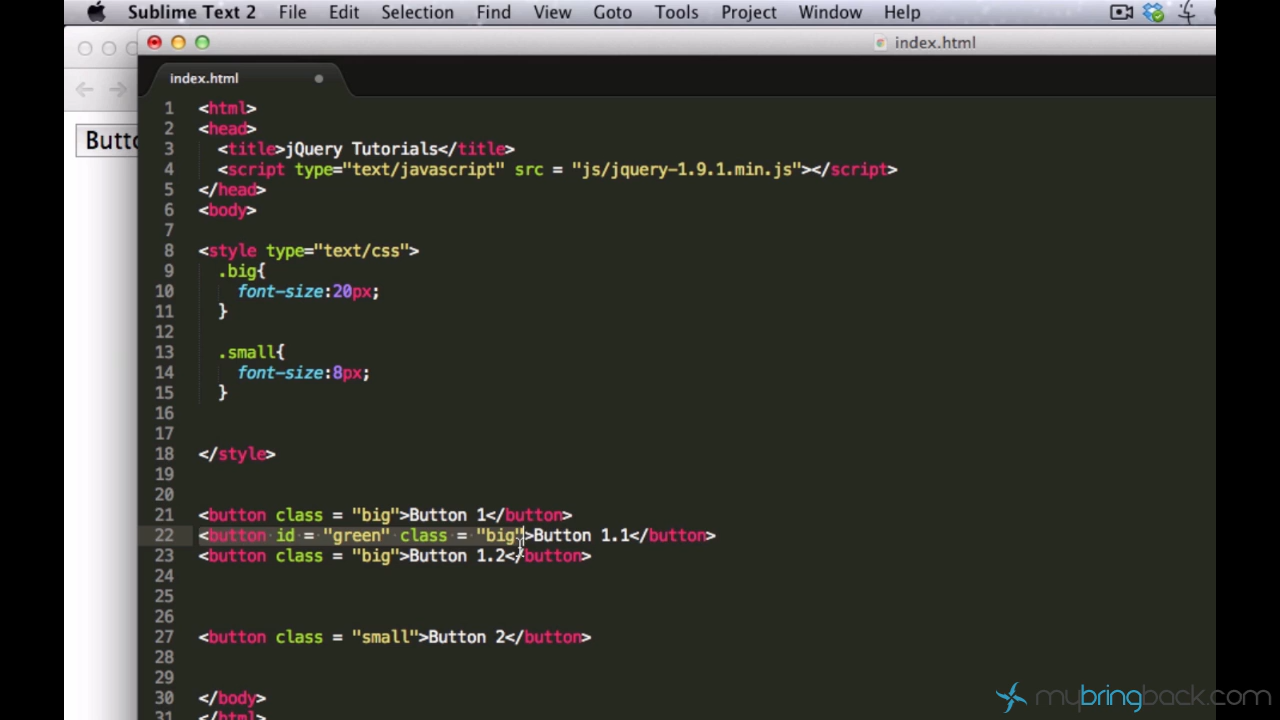 Sublime Text 2 File Edit Selection Find View Goto Tools Project Window Help
index.html
index.html
Butto
1 <html>
2 <head>
3 <title>jQuery Tutorials</title>
4 <script type="text/javascript" src = "js/jquery-1.9.1.min.js"></script>
5 </head>
6 <body>
7
8 <style type="text/css">
9 .big{
10 font-size:20px;
11 }
12
13 .small{
14 font-size:8px;
15 }
16
17
18 </style>
19
20
21 <button class = "big">Button 1</button>
22 <button id = "green" class = "big">Button 1.1</button>
23 <button class = "big">Button 1.2</button>
24
25
26
27 <button class = "small">Button 2</button>
28
29
30 </body>
31 </html>
mybringback.com